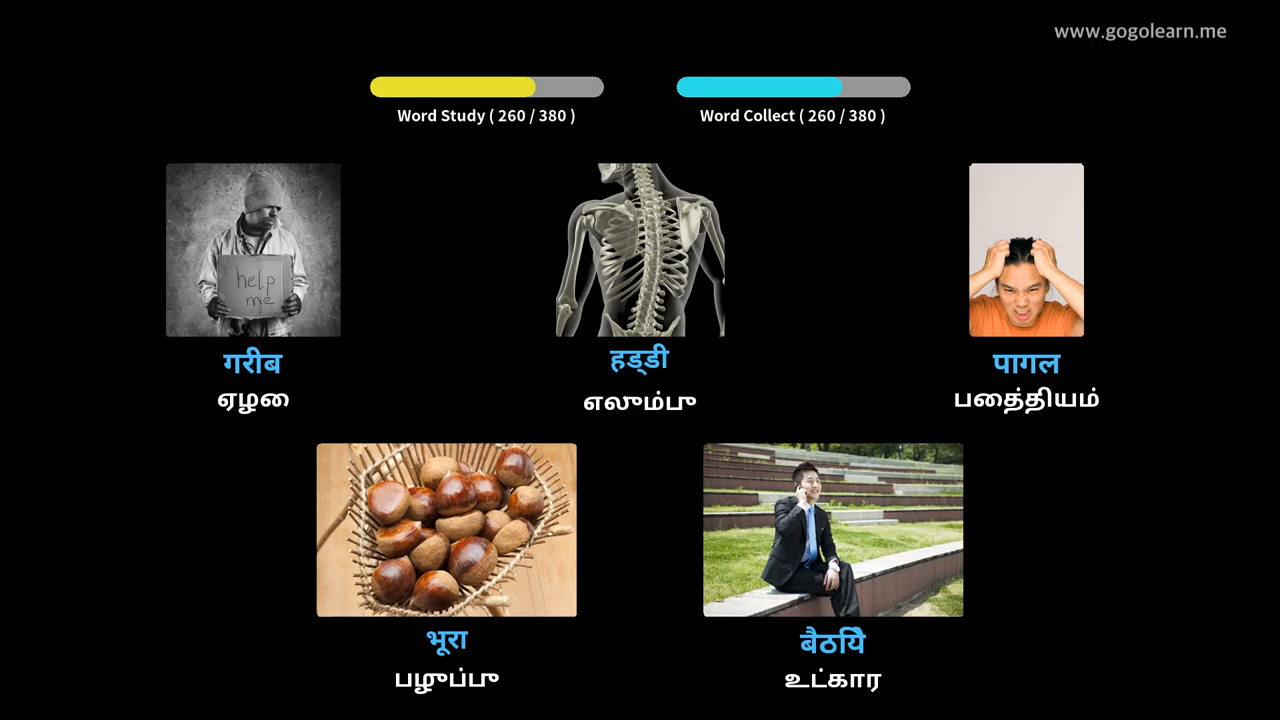 www.gogolearn.me
Word Study ( 260 / 380 )
Word Collect ( 260 / 380 )
help
me
गरीब
ஏழை
हड्डी
எலும்பு
पागल
பைத்தியம்
भूरा
பழுப்பு
बैठिये
உட்கார